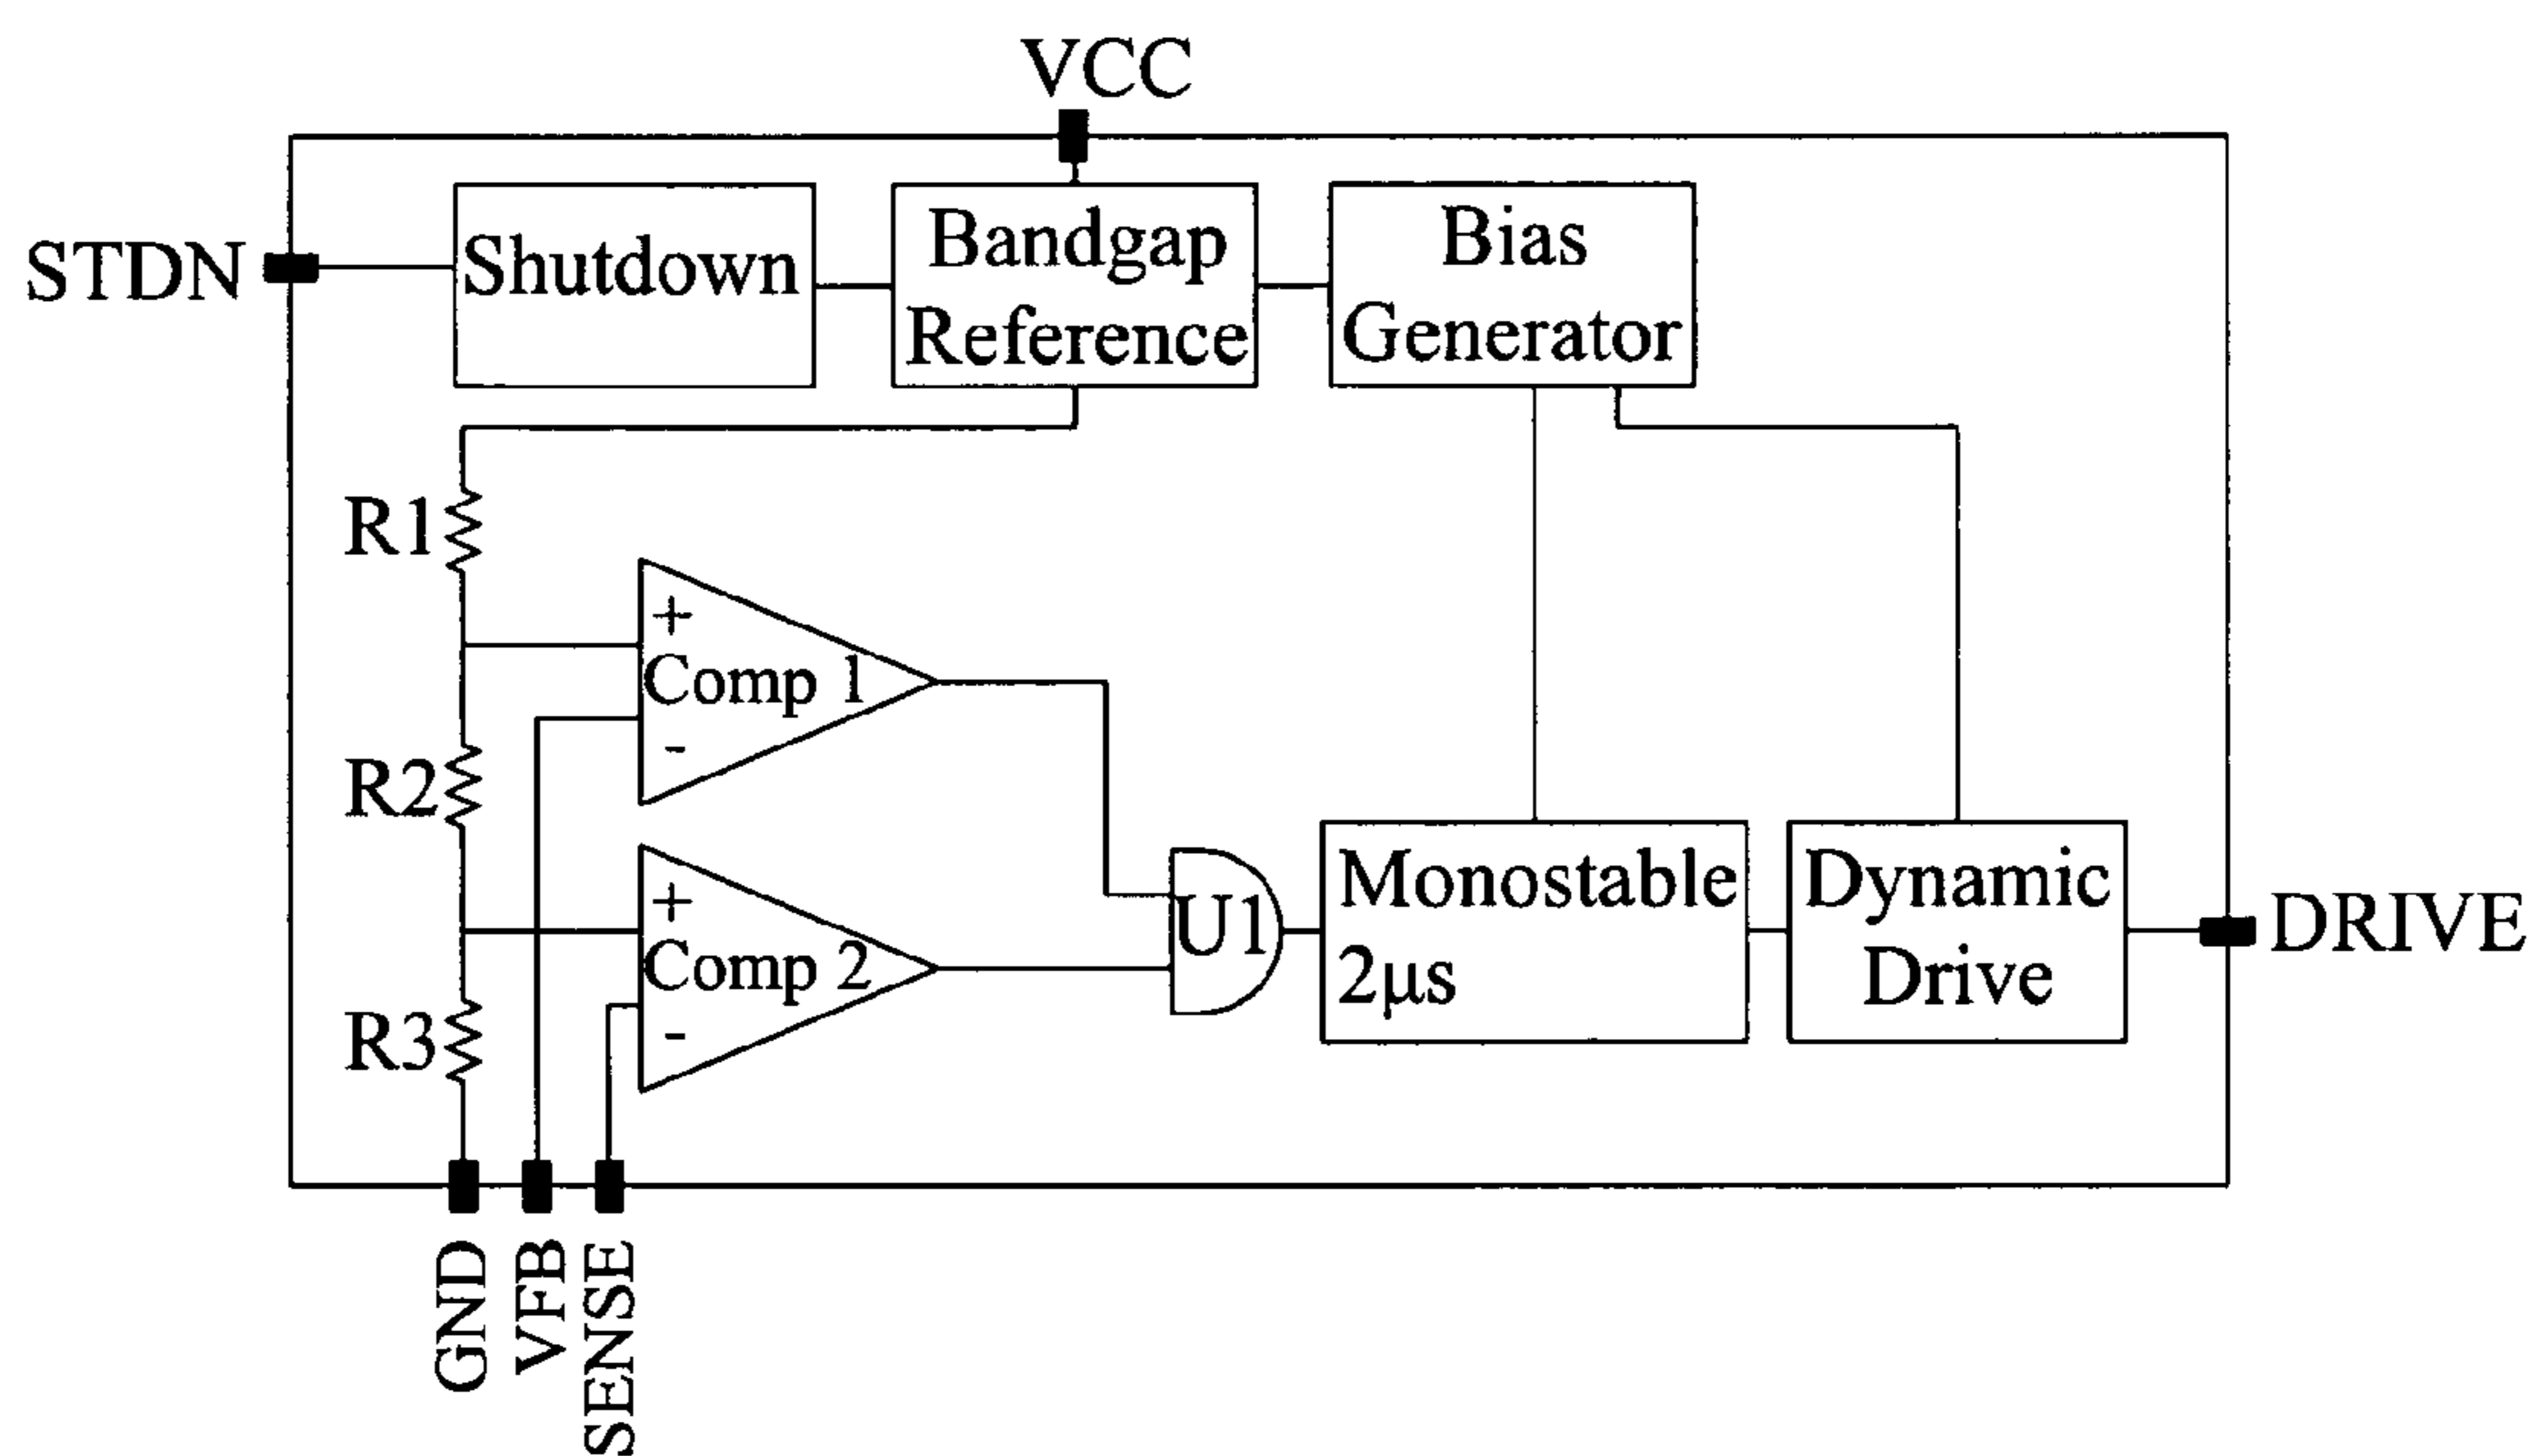 VCC
STDN
Shutdown
Bandgap
Reference
Bias
Generator
R1
+
Comp 1
-
R2
+
Comp 2
-
R3
U1
Monostable
2μs
Dynamic
Drive
DRIVE
GND
VFB
SENSE